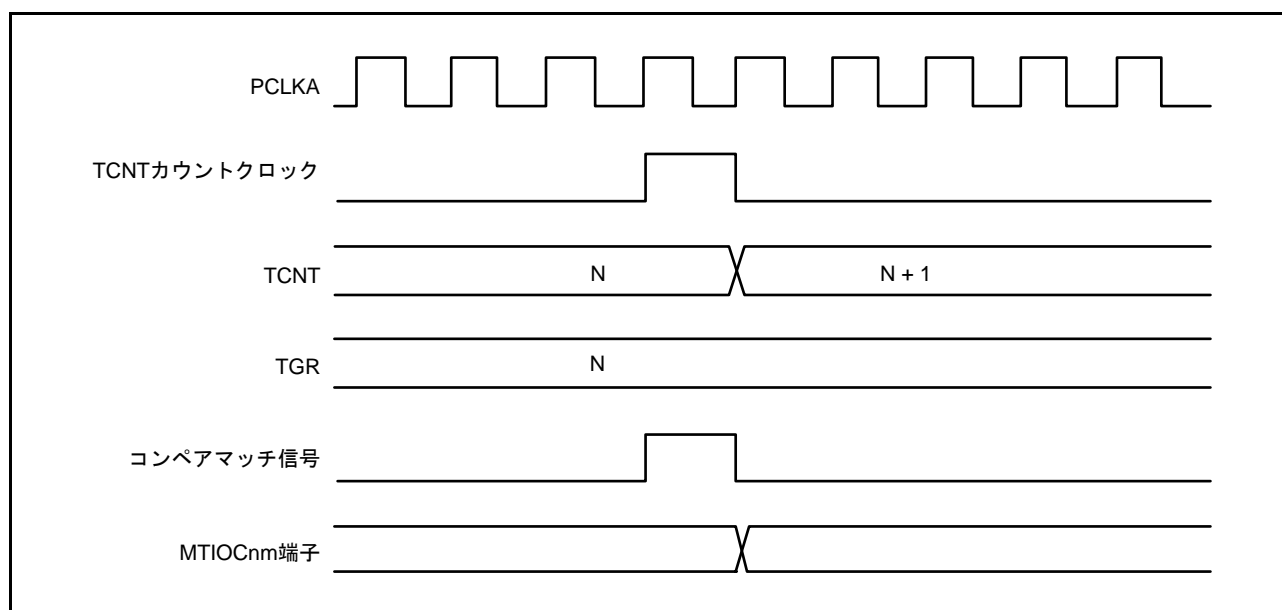 PCLKA
TCNTカウントクロック
TCNT N N + 1
TGR N
コンペアマッチ信号
MTIOCnm端子